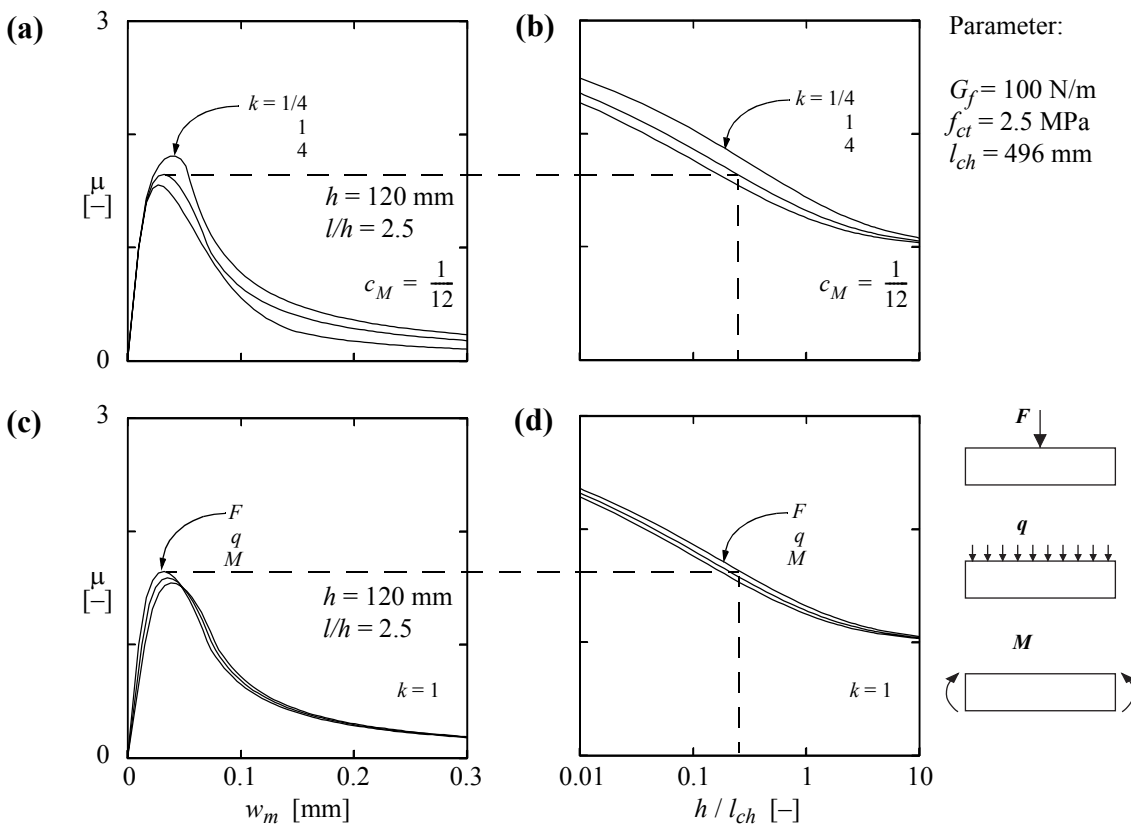 (a)
3
μ
[–]
0
k = 1/4
1
4
h = 120 mm
l/h = 2.5
c_M = 1/12
(b)
k = 1/4
1
4
c_M = 1/12
Parameter:
G_f = 100 N/m
f_ct = 2.5 MPa
l_ch = 496 mm
(c)
3
μ
[–]
0
F
q
M
h = 120 mm
l/h = 2.5
k = 1
0 0.1 0.2 0.3
w_m [mm]
(d)
F
q
M
k = 1
0.01 0.1 1 10
h / l_ch [–]
F
q
M